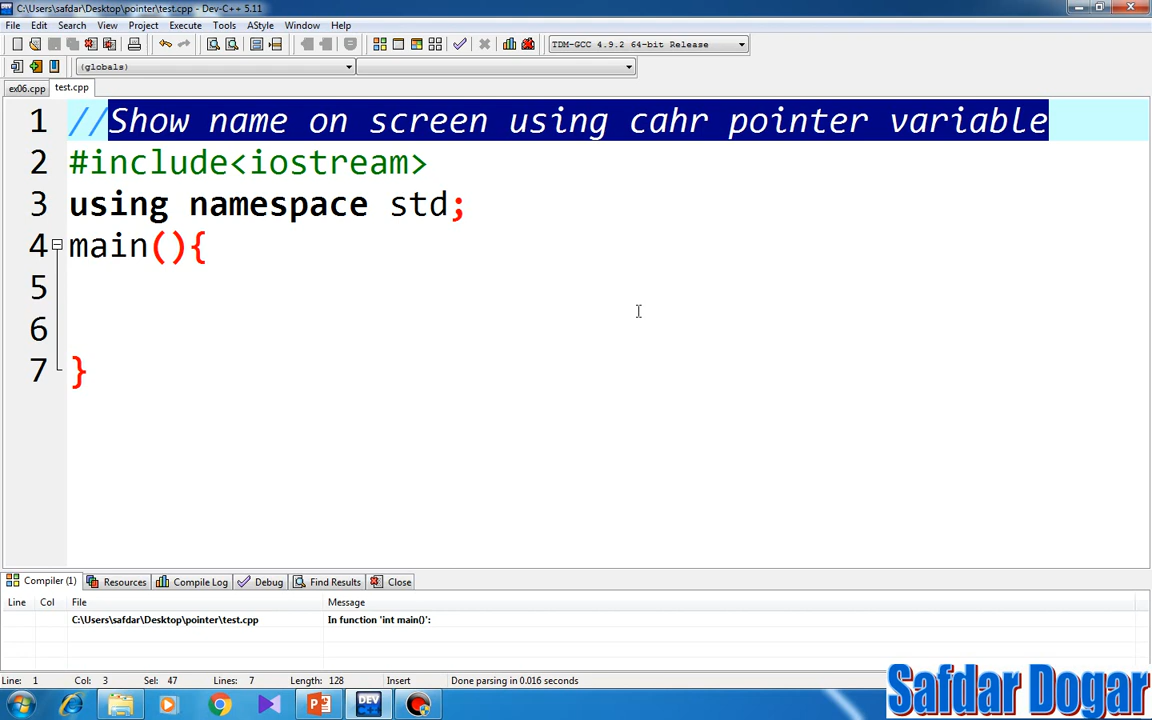 C:\Users\safdar\Desktop\pointer\test.cpp - Dev-C++ 5.11
File Edit Search View Project Execute Tools AStyle Window Help
TDM-GCC 4.9.2 64-bit Release
(globals)
ex06.cpp test.cpp
1 //Show name on screen using cahr pointer variable
2 #include<iostream>
3 using namespace std;
4 main(){
5
6
7 }
Compiler (1) Resources Compile Log Debug Find Results Close
Line Col File Message
C:\Users\safdar\Desktop\pointer\test.cpp In function 'int main()':
Line: 1 Col: 3 Sel: 47 Lines: 7 Length: 128 Insert Done parsing in 0.016 seconds
DEV
Safdar Dogar